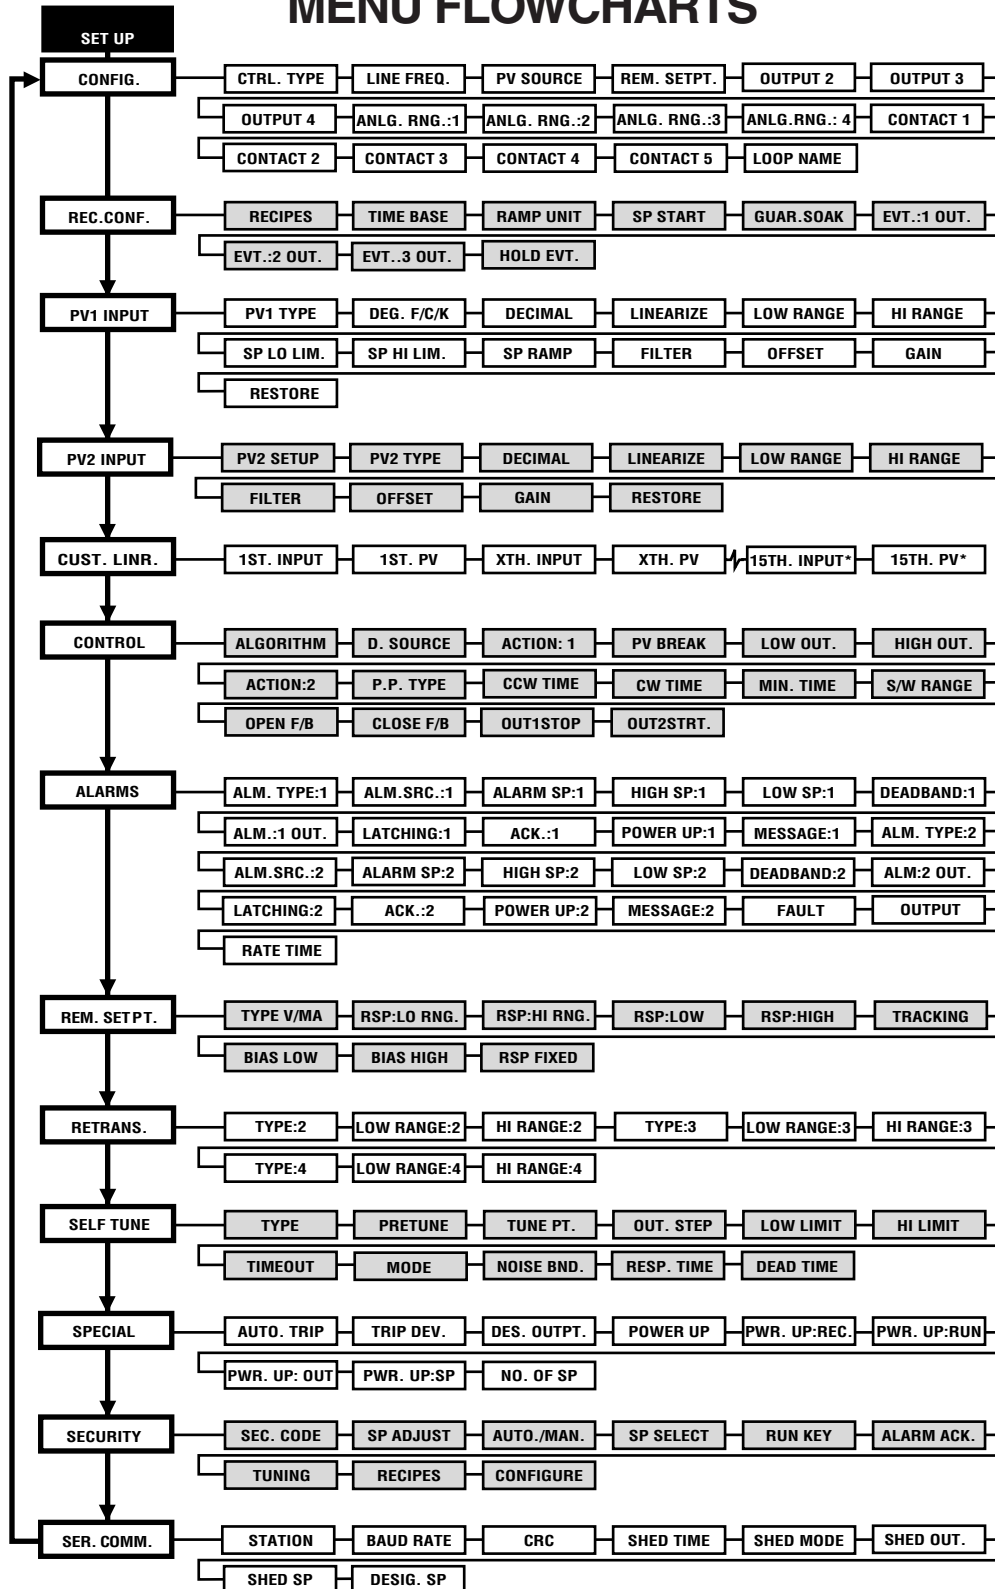 MENU FLOWCHARTS
SET UP
CONFIG. CTRL. TYPE LINE FREQ. PV SOURCE REM. SETPT. OUTPUT 2 OUTPUT 3
OUTPUT 4 ANLG. RNG.:1 ANLG. RNG.:2 ANLG. RNG.:3 ANLG.RNG.: 4 CONTACT 1
CONTACT 2 CONTACT 3 CONTACT 4 CONTACT 5 LOOP NAME
REC.CONF. RECIPES TIME BASE RAMP UNIT SP START GUAR.SOAK EVT.:1 OUT.
EVT.:2 OUT. EVT..3 OUT. HOLD EVT.
PV1 INPUT PV1 TYPE DEG. F/C/K DECIMAL LINEARIZE LOW RANGE HI RANGE
SP LO LIM. SP HI LIM. SP RAMP FILTER OFFSET GAIN
RESTORE
PV2 INPUT PV2 SETUP PV2 TYPE DECIMAL LINEARIZE LOW RANGE HI RANGE
FILTER OFFSET GAIN RESTORE
CUST. LINR. 1ST. INPUT 1ST. PV XTH. INPUT XTH. PV 15TH. INPUT* 15TH. PV*
CONTROL ALGORITHM D. SOURCE ACTION: 1 PV BREAK LOW OUT. HIGH OUT.
ACTION:2 P.P. TYPE CCW TIME CW TIME MIN. TIME S/W RANGE
OPEN F/B CLOSE F/B OUT1STOP OUT2STRT.
ALARMS ALM. TYPE:1 ALM.SRC.:1 ALARM SP:1 HIGH SP:1 LOW SP:1 DEADBAND:1
ALM.:1 OUT. LATCHING:1 ACK.:1 POWER UP:1 MESSAGE:1 ALM. TYPE:2
ALM.SRC.:2 ALARM SP:2 HIGH SP:2 LOW SP:2 DEADBAND:2 ALM:2 OUT.
LATCHING:2 ACK.:2 POWER UP:2 MESSAGE:2 FAULT OUTPUT
RATE TIME
REM. SETPT. TYPE V/MA RSP:LO RNG. RSP:HI RNG. RSP:LOW RSP:HIGH TRACKING
BIAS LOW BIAS HIGH RSP FIXED
RETRANS. TYPE:2 LOW RANGE:2 HI RANGE:2 TYPE:3 LOW RANGE:3 HI RANGE:3
TYPE:4 LOW RANGE:4 HI RANGE:4
SELF TUNE TYPE PRETUNE TUNE PT. OUT. STEP LOW LIMIT HI LIMIT
TIMEOUT MODE NOISE BND. RESP. TIME DEAD TIME
SPECIAL AUTO. TRIP TRIP DEV. DES. OUTPT. POWER UP PWR. UP:REC. PWR. UP:RUN
PWR. UP: OUT PWR. UP:SP NO. OF SP
SECURITY SEC. CODE SP ADJUST AUTO./MAN. SP SELECT RUN KEY ALARM ACK.
TUNING RECIPES CONFIGURE
SER. COMM. STATION BAUD RATE CRC SHED TIME SHED MODE SHED OUT.
SHED SP DESIG. SP